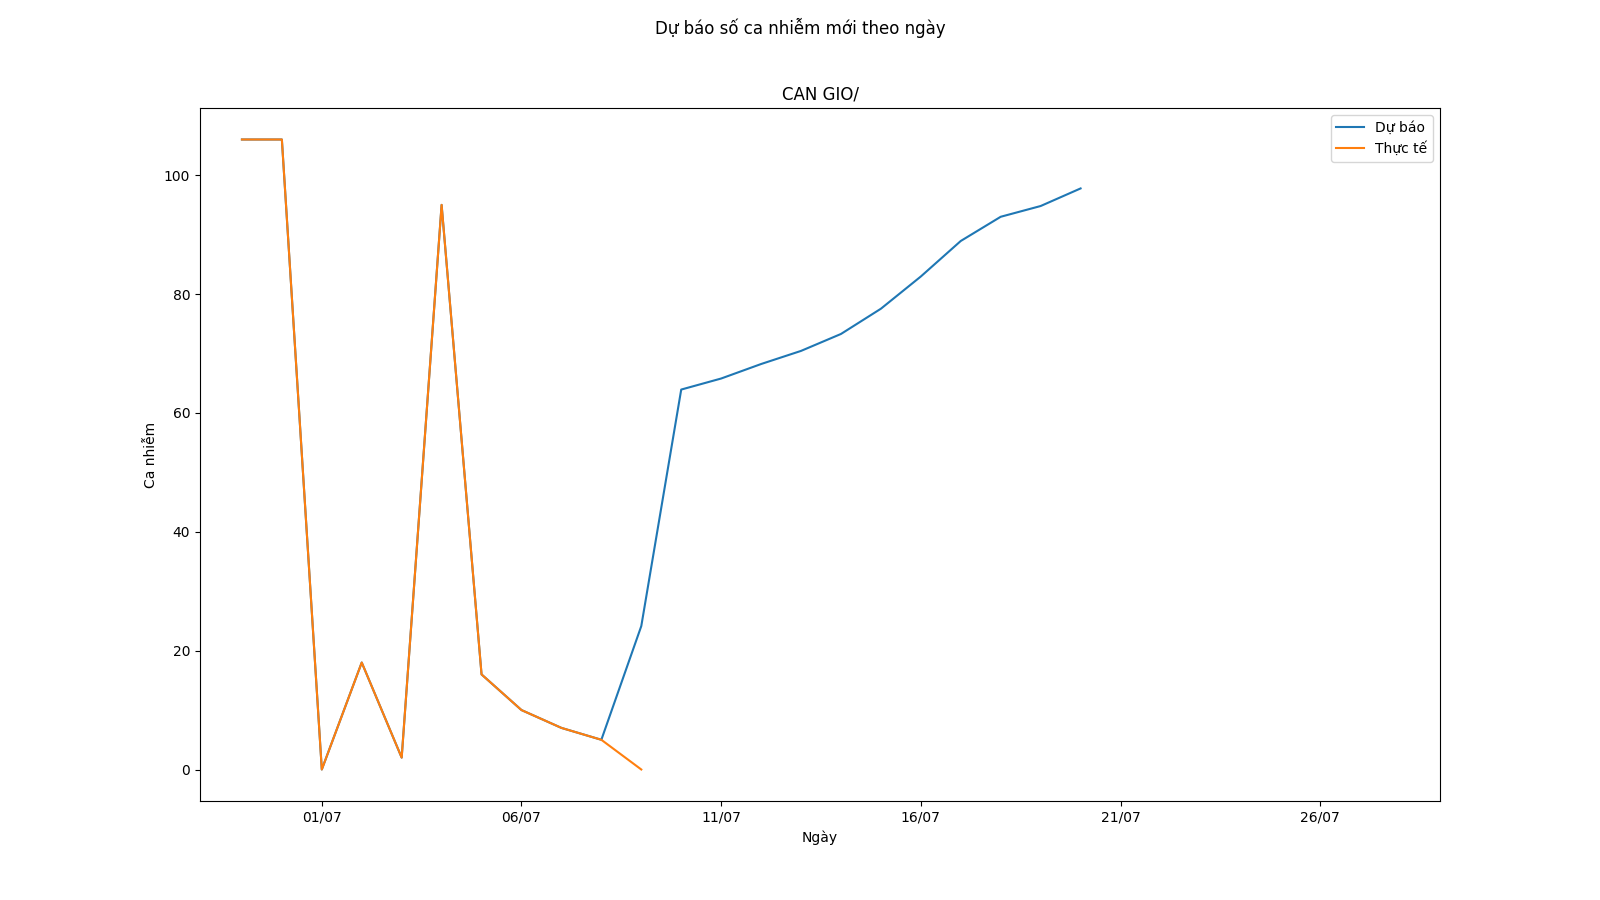 Dự báo số ca nhiễm mới theo ngày
CAN GIO/
Dự báo
Thực tế
100
80
60
40
20
0
Ca nhiễm
01/07 06/07 11/07 16/07 21/07 26/07
Ngày